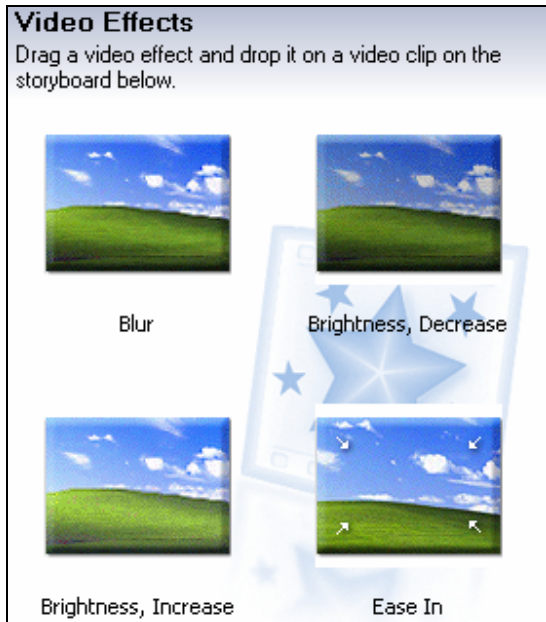 Video Effects
Drag a video effect and drop it on a video clip on the
storyboard below.
Blur
Brightness, Decrease
Brightness, Increase
Ease In